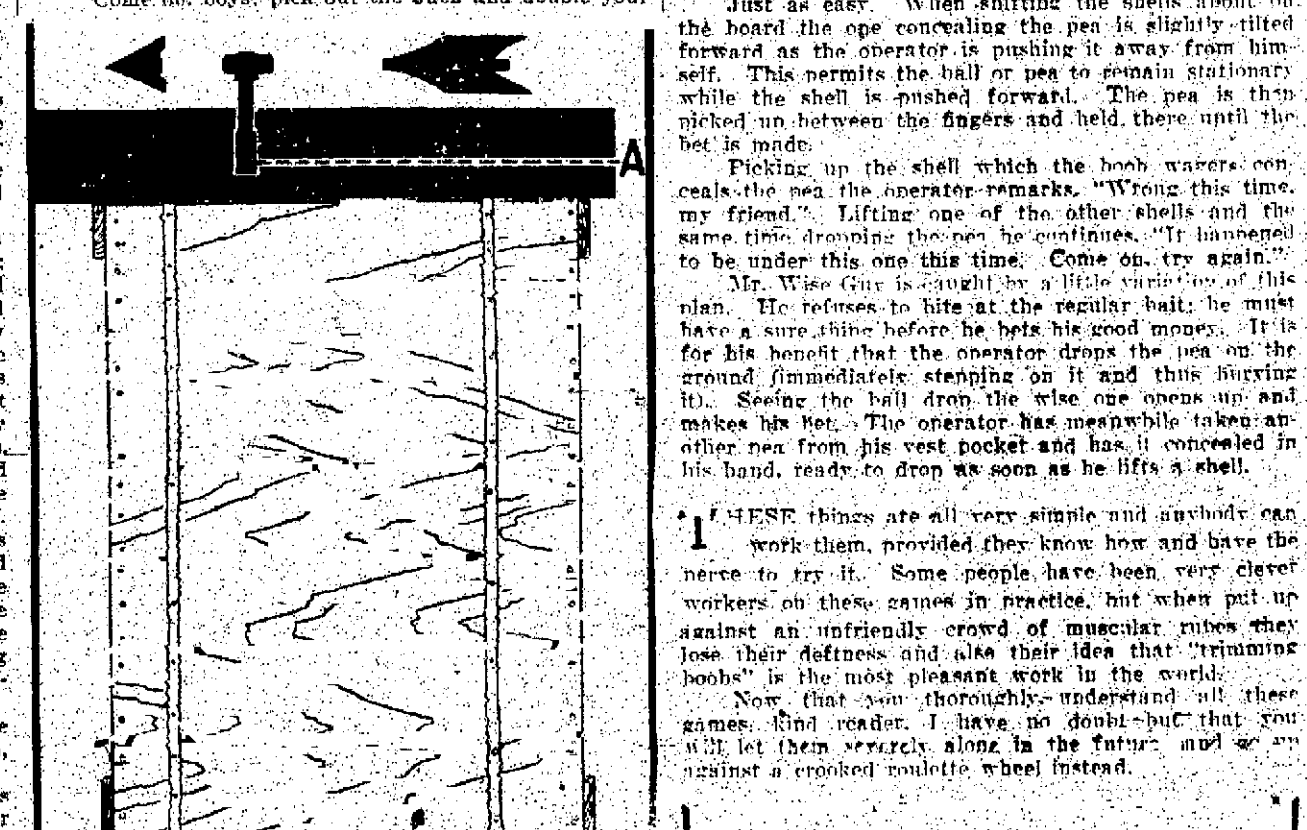 Come on, boys, pick out the and double your
A
Just as easy. When shifting the shells about on
the board the one concealing the pea is slightly tilted
forward as the operator is pushing it away from him-
self. This permits the ball or pea to remain stationary
while the shell is pushed forward. The pea is then
picked up between the fingers and held there until the
bet is made.
Picking up the shell which the boob wagers con-
ceals the pea the operator remarks, "Wrong this time,
my friend." Lifting one of the other shells and the
same time dropping the pea he continues, "It happened
to be under this one this time. Come on, try again."
Mr. Wise Guy is caught by a little variation of this
plan. He refuses to bite at the regular bait; he must
have a sure thing before he bets his good money. It is
for his benefit that the operator drops the pea on the
ground (immediately stepping on it and thus burying
it). Seeing the ball drop the wise one opens up and
makes his bet. The operator has meanwhile taken an-
other pea from his vest pocket and has it concealed in
his hand, ready to drop as soon as he lifts a shell.
THESE things are all very simple and anybody can
work them, provided they know how and have the
nerve to try it. Some people have been very clever
workers on these games in practice, but when put up
against an unfriendly crowd of muscular rubes they
lose their deftness and also their idea that "trimming
boobs" is the most pleasant work in the world.
Now that you thoroughly understand all these
games, kind reader, I have no doubt but that you
will let them severely alone in the future and go up
against a crooked roulette wheel instead.